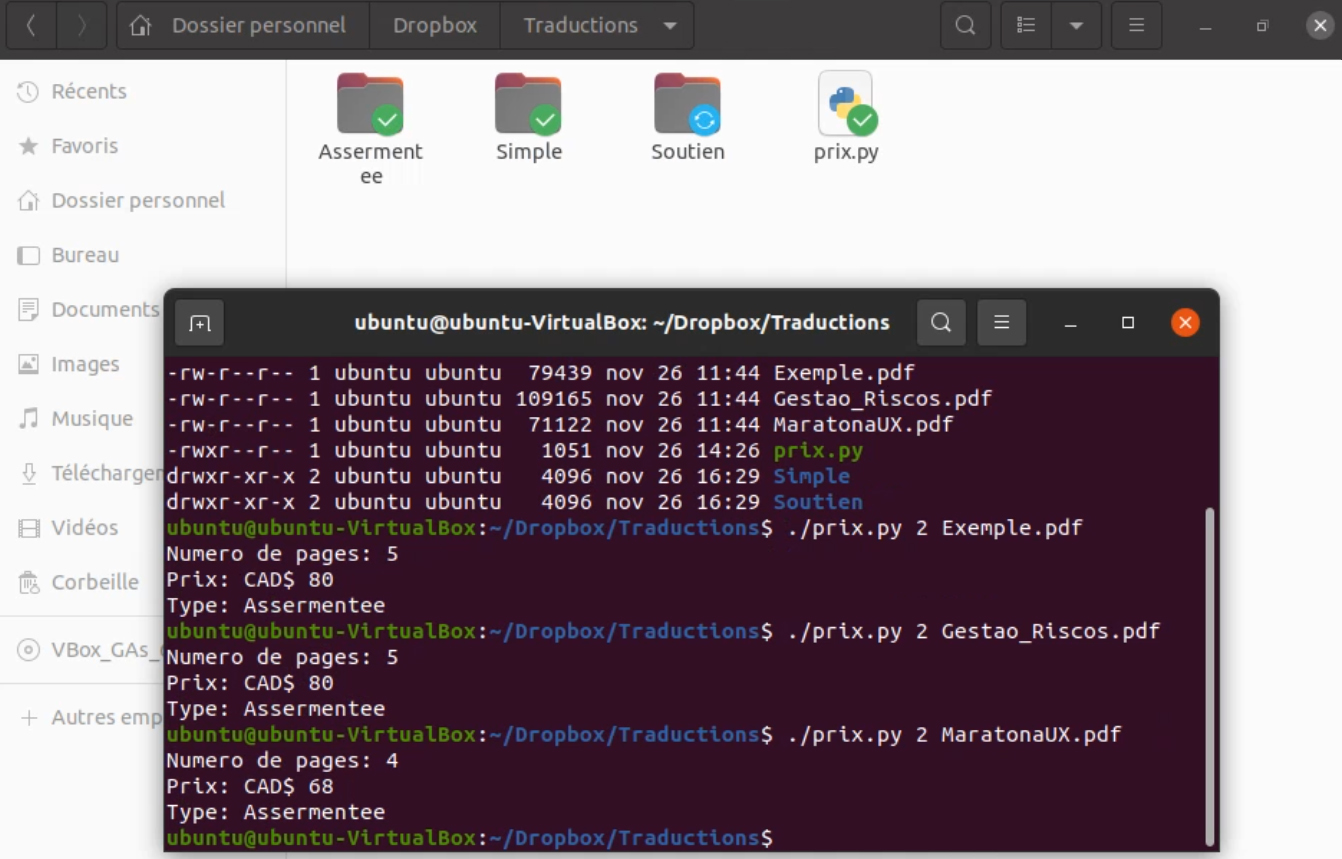 Dossier personnel Dropbox Traductions
Récents
Favoris
Dossier personnel
Bureau
Documents
Images
Musique
Téléchargem
Vidéos
Corbeille
VBox_GAs_
Autres emp
Asserment
ee
Simple
Soutien
prix.py
ubuntu@ubuntu-VirtualBox: ~/Dropbox/Traductions
-rw-r--r-- 1 ubuntu ubuntu 79439 nov 26 11:44 Exemple.pdf
-rw-r--r-- 1 ubuntu ubuntu 109165 nov 26 11:44 Gestao_Riscos.pdf
-rw-r--r-- 1 ubuntu ubuntu 71122 nov 26 11:44 MaratonaUX.pdf
-rwxr--r-- 1 ubuntu ubuntu 1051 nov 26 14:26 prix.py
drwxr-xr-x 2 ubuntu ubuntu 4096 nov 26 16:29 Simple
drwxr-xr-x 2 ubuntu ubuntu 4096 nov 26 16:29 Soutien
ubuntu@ubuntu-VirtualBox:~/Dropbox/Traductions$ ./prix.py 2 Exemple.pdf
Numero de pages: 5
Prix: CAD$ 80
Type: Assermentee
ubuntu@ubuntu-VirtualBox:~/Dropbox/Traductions$ ./prix.py 2 Gestao_Riscos.pdf
Numero de pages: 5
Prix: CAD$ 80
Type: Assermentee
ubuntu@ubuntu-VirtualBox:~/Dropbox/Traductions$ ./prix.py 2 MaratonaUX.pdf
Numero de pages: 4
Prix: CAD$ 68
Type: Assermentee
ubuntu@ubuntu-VirtualBox:~/Dropbox/Traductions$